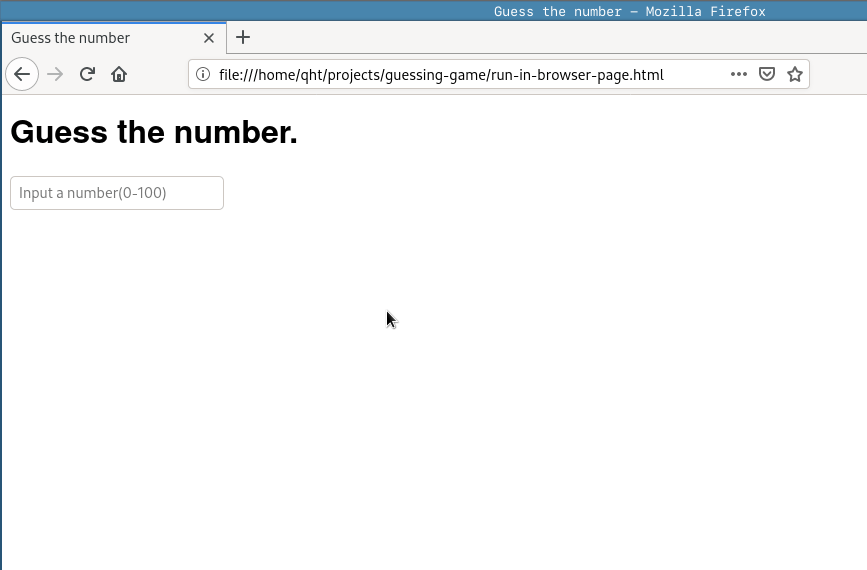 Guess the number – Mozilla Firefox
Guess the number
file:///home/qht/projects/guessing-game/run-in-browser-page.html
Guess the number.
Input a number(0-100)